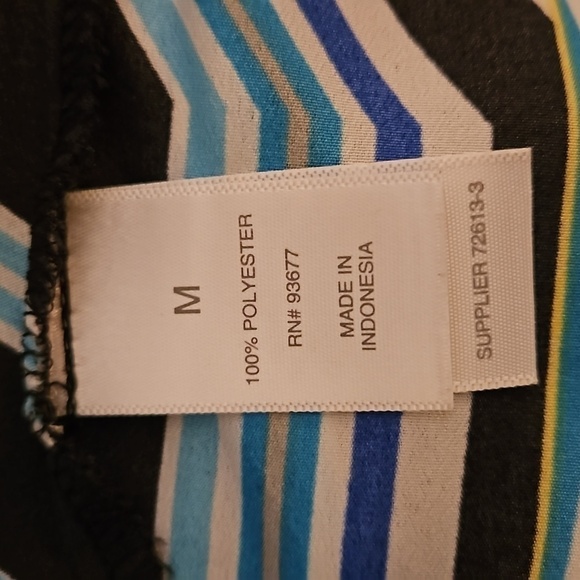 M
100% POLYESTER
RN# 93677
MADE IN
INDONESIA
SUPPLIER 72613-3